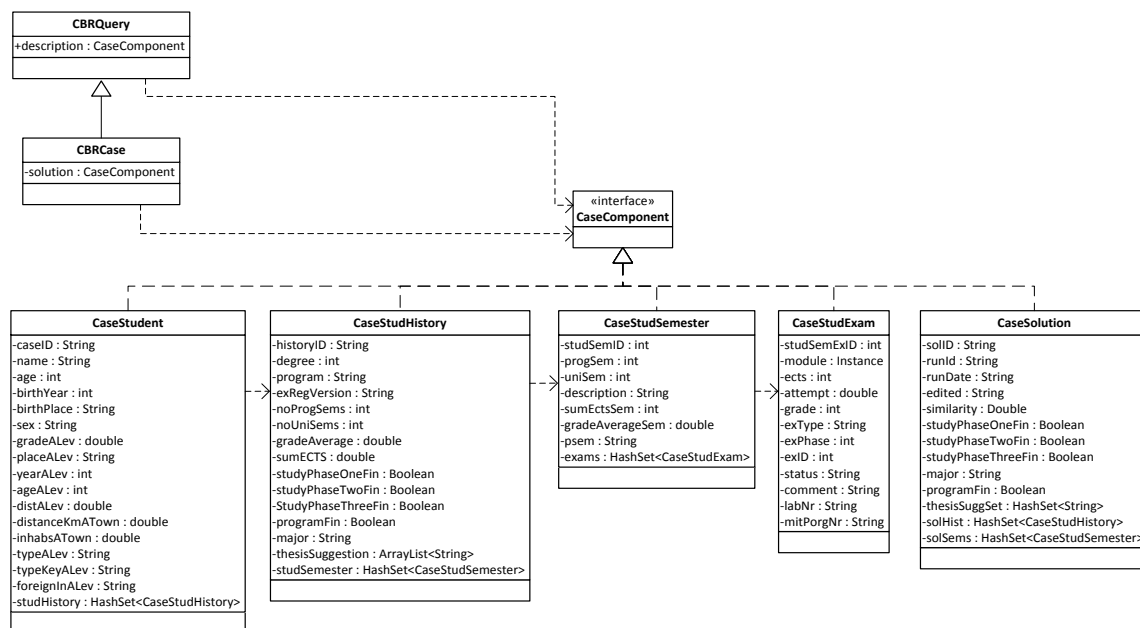 CBRQuery
+description : CaseComponent
CBRCase
-solution : CaseComponent
«interface»
CaseComponent
CaseStudent
-caseID : String
-name : String
-age : int
-birthYear : int
-birthPlace : String
-sex : String
-gradeALev : double
-placeALev : String
-yearALev : int
-ageALev : int
-distALev : double
-distanceKmATown : double
-inhabsATown : double
-typeALev : String
-typeKeyALev : String
-foreignInALev : String
-studHistory : HashSet<CaseStudHistory>
CaseStudHistory
-historyID : String
-degree : int
-program : String
-exRegVersion : String
-noProgSems : int
-noUniSems : int
-gradeAverage : double
-sumECTS : double
-studyPhaseOneFin : Boolean
-studyPhaseTwoFin : Boolean
-StudyPhaseThreeFin : Boolean
-programFin : Boolean
-major : String
-thesisSuggestion : ArrayList<String>
-studSemester : HashSet<CaseStudSemester>
CaseStudSemester
-studSemID : int
-progSem : int
-uniSem : int
-description : String
-sumEctsSem : int
-gradeAverageSem : double
-psem : String
-exams : HashSet<CaseStudExam>
CaseStudExam
-studSemExID : int
-module : Instance
-ects : int
-attempt : double
-grade : int
-exType : String
-exPhase : int
-exID : int
-status : String
-comment : String
-labNr : String
-mitPorgNr : String
CaseSolution
-solID : String
-runId : String
-runDate : String
-edited : String
-similarity : Double
-studyPhaseOneFin : Boolean
-studyPhaseTwoFin : Boolean
-studyPhaseThreeFin : Boolean
-major : String
-programFin : Boolean
-thesisSuggSet : HashSet<String>
-solHist : HashSet<CaseStudHistory>
-solSems : HashSet<CaseStudSemester>